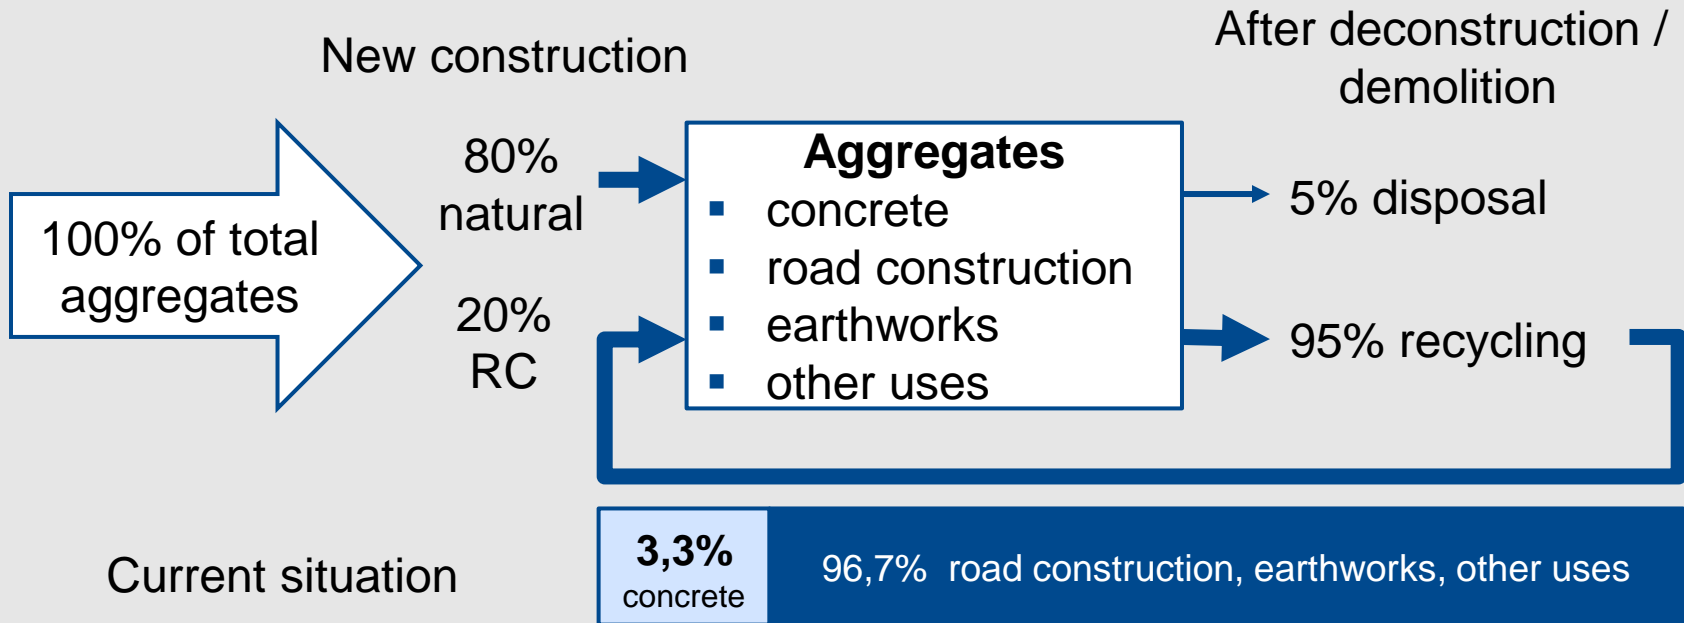 New construction
After deconstruction /
demolition
100% of total
aggregates
80%
natural
20%
RC
Aggregates
▪ concrete
▪ road construction
▪ earthworks
▪ other uses
5% disposal
95% recycling
Current situation
3,3%
concrete
96,7% road construction, earthworks, other uses